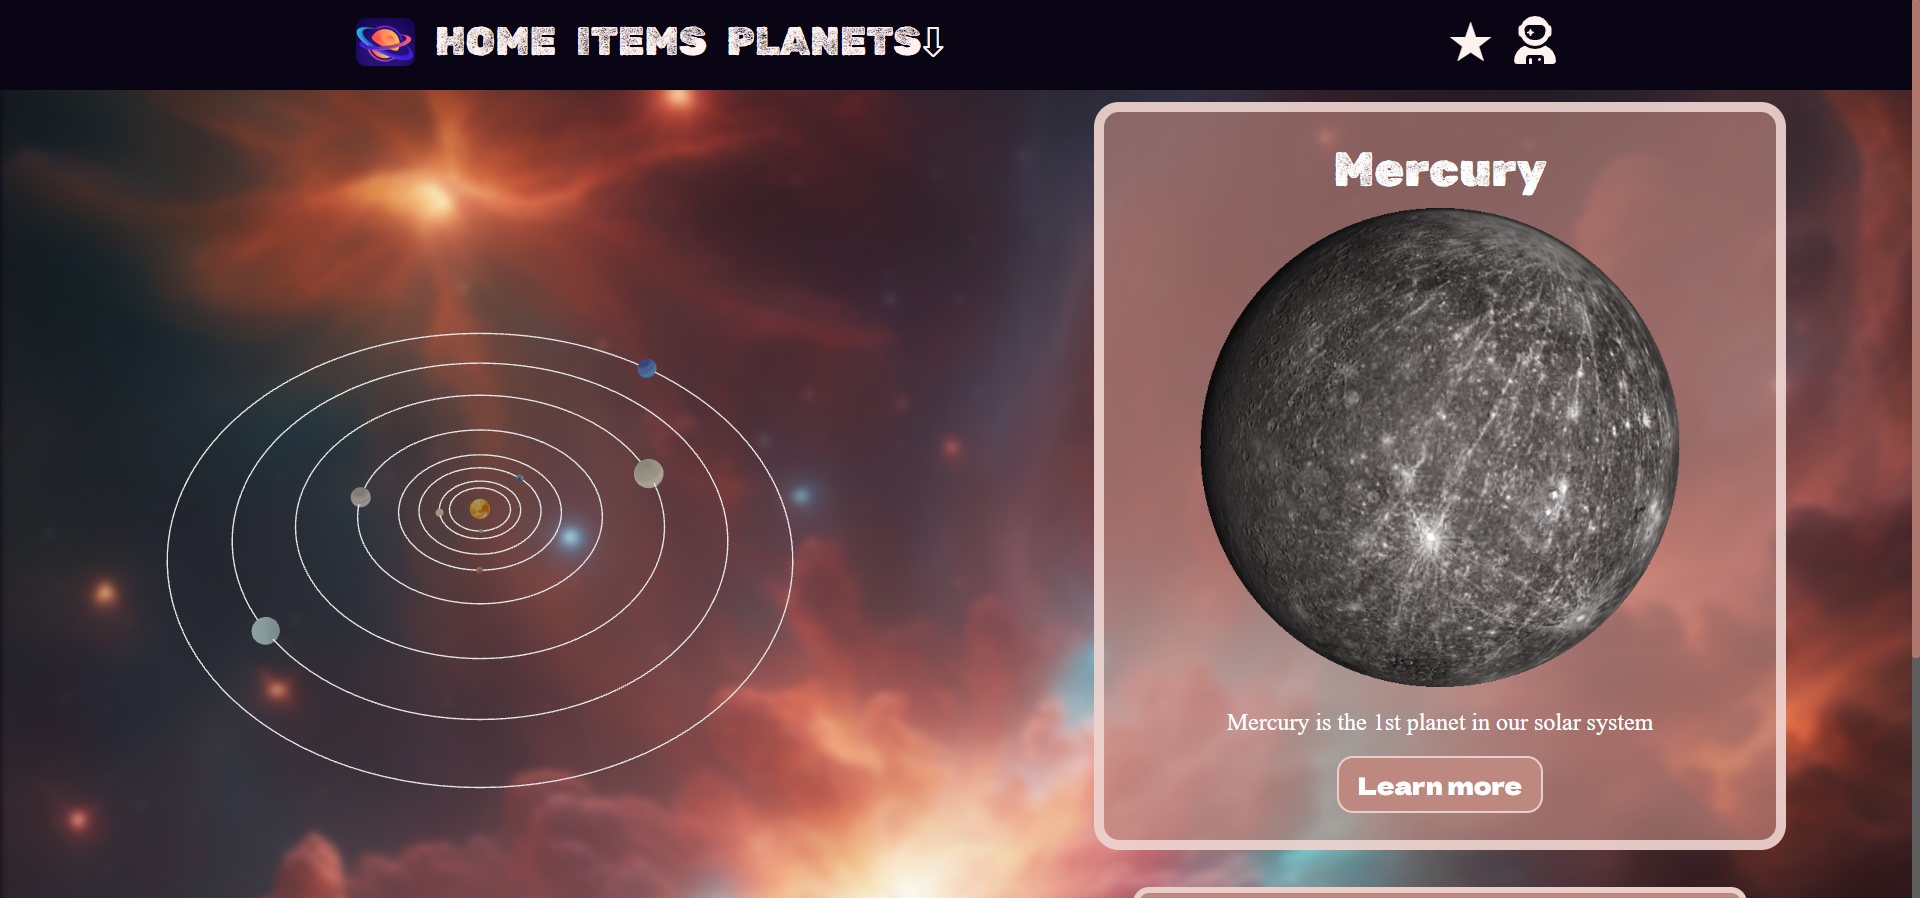 HOME ITEMS PLANETS⇩
Mercury
Mercury is the 1st planet in our solar system
Learn more